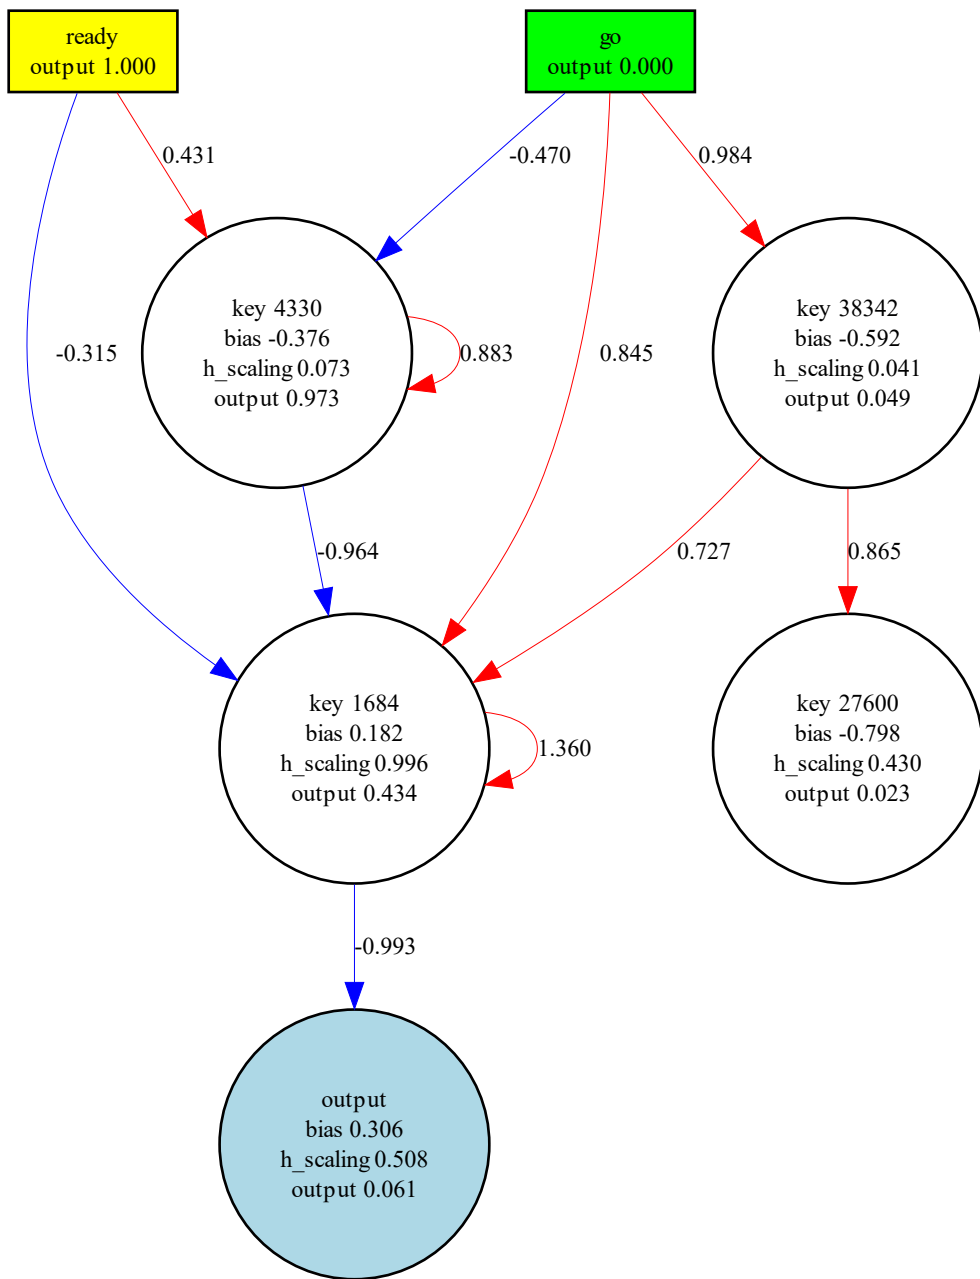 ready
output 1.000
go
output 0.000
0.431
-0.470
0.984
key 4330
bias -0.376
h_scaling 0.073
output 0.973
key 38342
bias -0.592
h_scaling 0.041
output 0.049
-0.315
0.883
0.845
-0.964
0.727
0.865
key 1684
bias 0.182
h_scaling 0.996
output 0.434
1.360
key 27600
bias -0.798
h_scaling 0.430
output 0.023
-0.993
output
bias 0.306
h_scaling 0.508
output 0.061